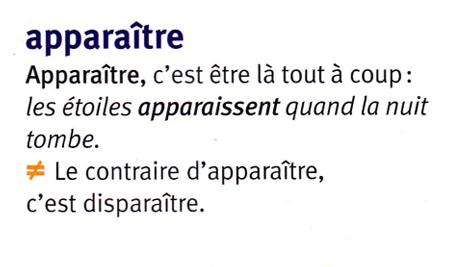 apparaître
Apparaître, c'est être là tout à coup :
les étoiles apparaissent quand la nuit
tombe.
≠ Le contraire d'apparaître,
c'est disparaître.